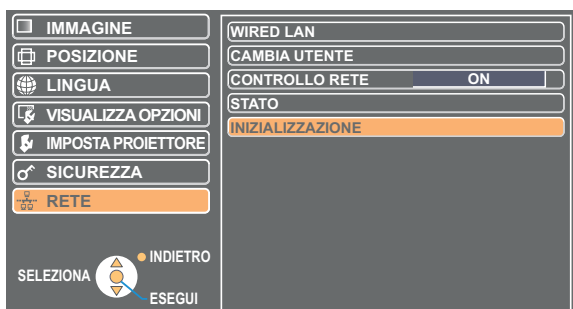 IMMAGINE
POSIZIONE
LINGUA
VISUALIZZA OPZIONI
IMPOSTA PROIETTORE
SICUREZZA
RETE
INDIETRO
SELEZIONA
ESEGUI
WIRED LAN
CAMBIA UTENTE
CONTROLLO RETE ON
STATO
INIZIALIZZAZIONE